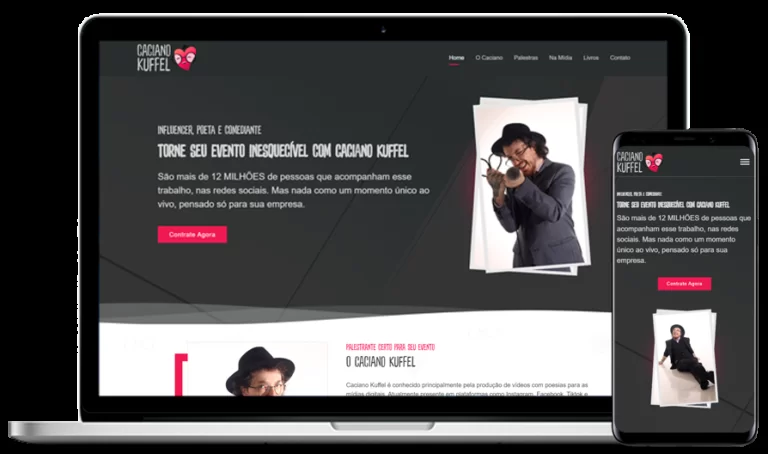 CACIANO
KUFFEL
Home O Caciano Palestras Na Mídia Livros Contato
INFLUENCER, POETA E COMEDIANTE
TORNE SEU EVENTO INESQUECÍVEL COM CACIANO KUFFEL
São mais de 12 MILHÕES de pessoas que acompanham esse
trabalho, nas redes sociais. Mas nada como um momento único ao
vivo, pensado só para sua empresa.
Contrate Agora
PALESTRANTE CERTO PARA SEU EVENTO
O CACIANO KUFFEL
Caciano Kuffel é conhecido principalmente pela produção de vídeos com poesias para as
mídias digitais. Atualmente presente em plataformas como Instagram, Facebook, Tiktok e
CACIANO
KUFFEL
INFLUENCER, POETA E COMEDIANTE
TORNE SEU EVENTO INESQUECÍVEL COM CACIANO KUFFEL
São mais de 12 MILHÕES de pessoas que
acompanham esse trabalho, nas redes
sociais. Mas nada como um momento
único ao vivo, pensado só para sua
empresa.
Contrate Agora